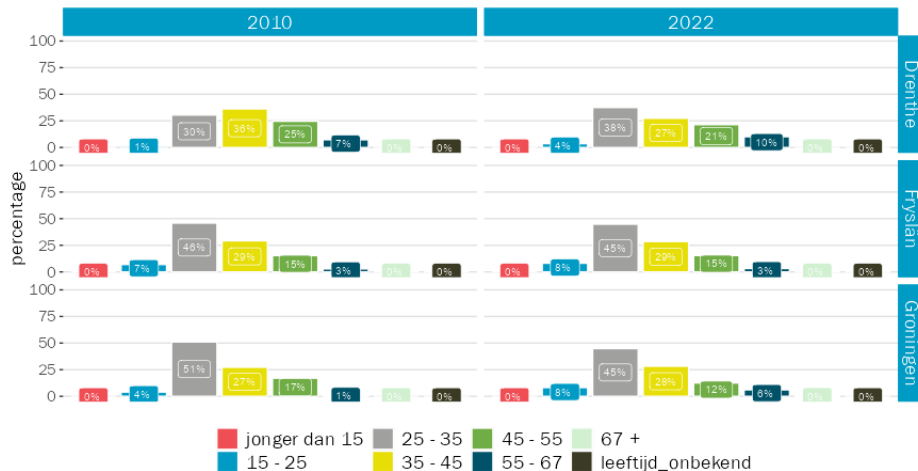 2010 2022
percentage
100
75
50
25
0
0% 1% 30% 36% 25% 7% 0% 0%
0% 4% 38% 27% 21% 10% 0% 0%
Drenthe
100
75
50
25
0
0% 7% 46% 29% 15% 3% 0% 0%
0% 8% 45% 29% 15% 3% 0% 0%
Fryslân
100
75
50
25
0
0% 4% 51% 27% 17% 1% 0% 0%
0% 8% 45% 28% 12% 6% 0% 0%
Groningen
jonger dan 15 25 - 35 45 - 55 67 +
15 - 25 35 - 45 55 - 67 leeftijd_onbekend